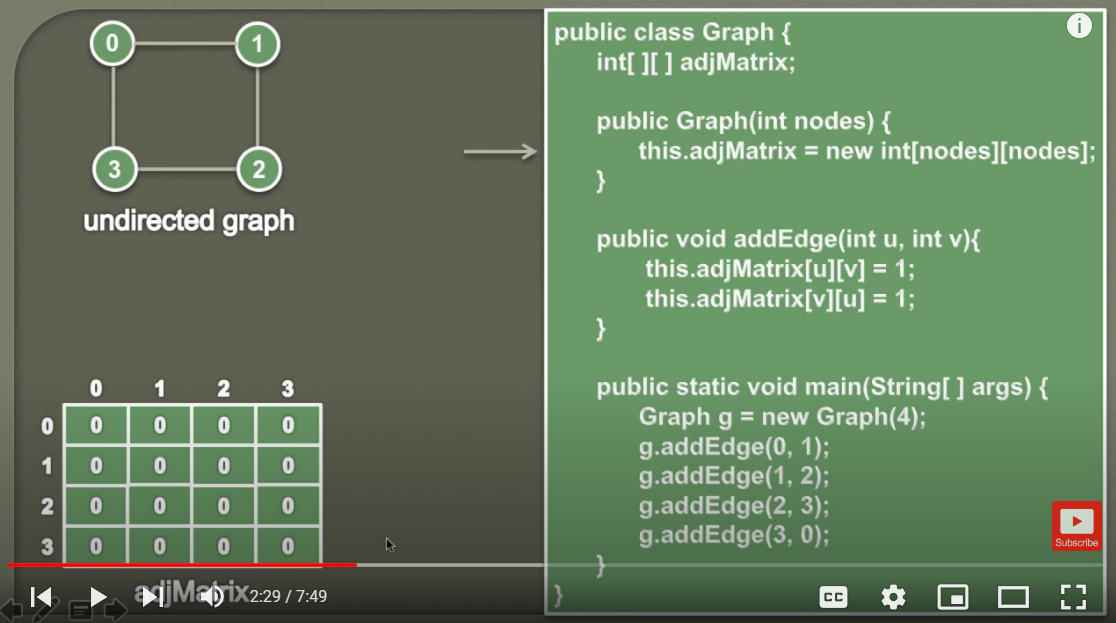 0 1
3 2
undirected graph
0 1 2 3
0 0 0 0 0
1 0 0 0 0
2 0 0 0 0
3 0 0 0 0
adjMatrix
public class Graph {
int[ ][ ] adjMatrix;
public Graph(int nodes) {
this.adjMatrix = new int[nodes][nodes];
}
public void addEdge(int u, int v){
this.adjMatrix[u][v] = 1;
this.adjMatrix[v][u] = 1;
}
public static void main(String[ ] args) {
Graph g = new Graph(4);
g.addEdge(0, 1);
g.addEdge(1, 2);
g.addEdge(2, 3);
g.addEdge(3, 0);
}
}
i
Subscribe
2:29 / 7:49
CC